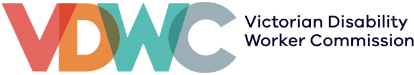 VDWC
Victorian Disability
Worker Commission